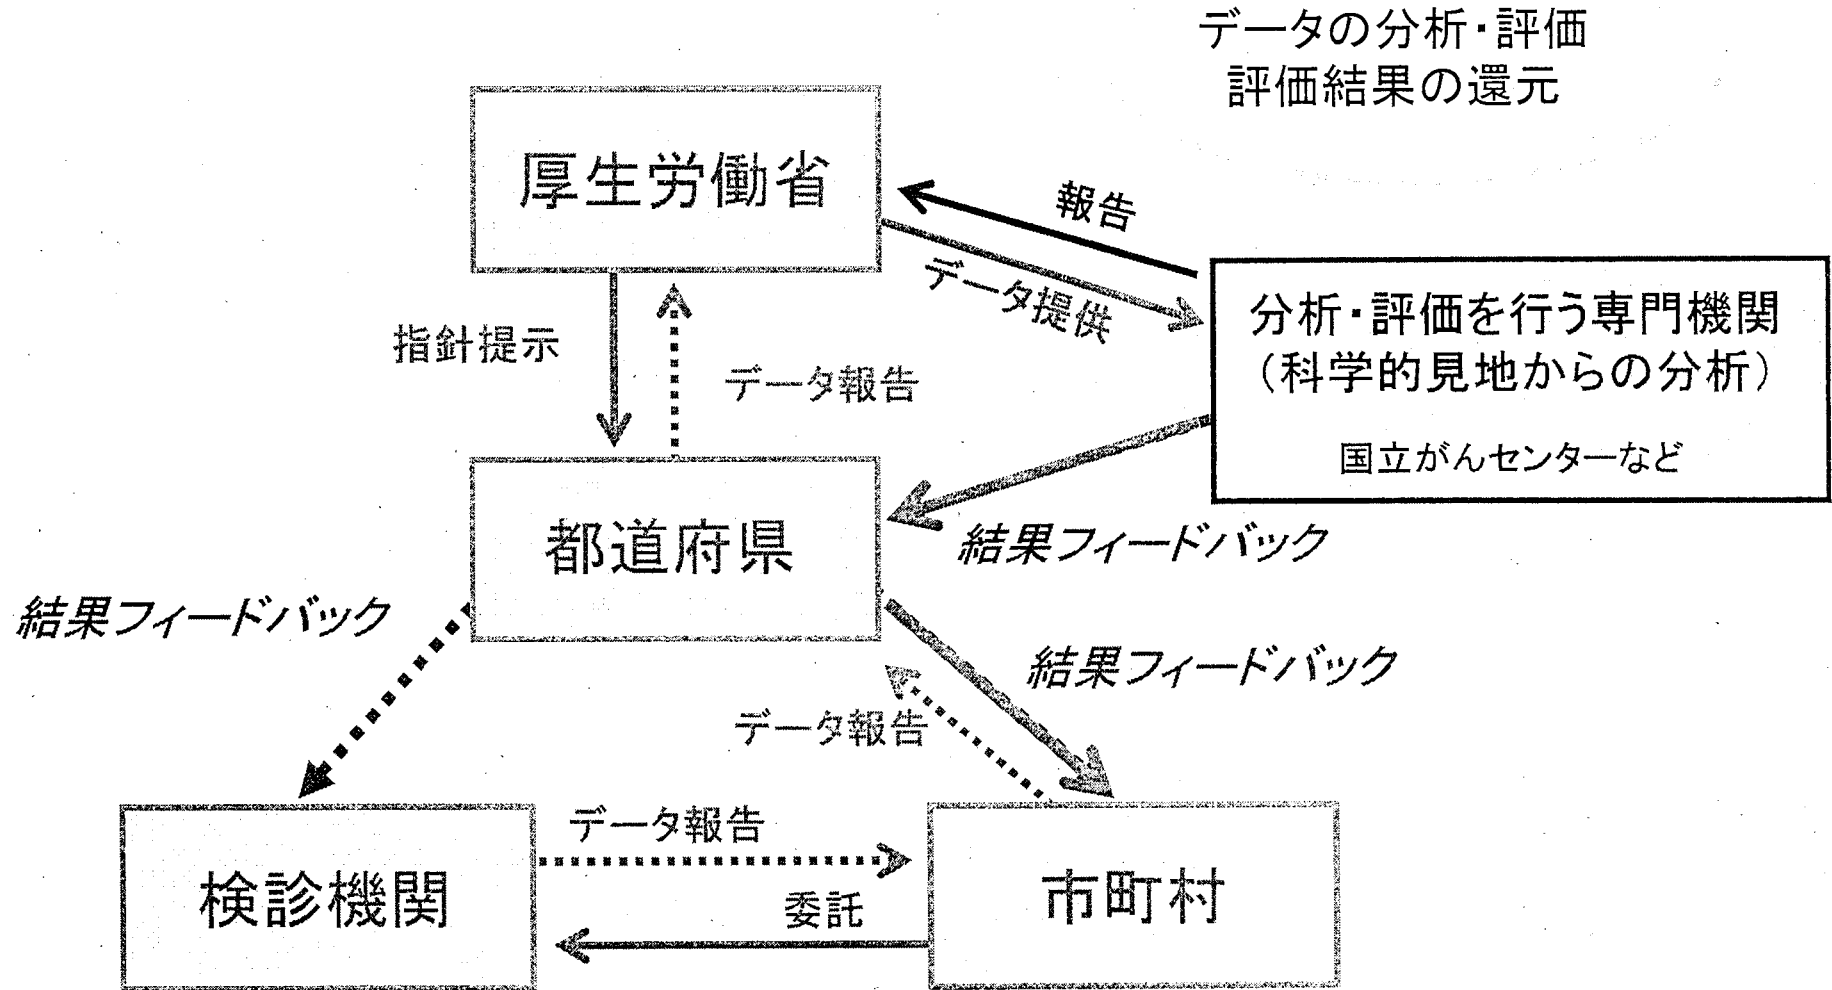 データの分析・評価
評価結果の還元
厚生労働省
報告
データ提供
分析・評価を行う専門機関
（科学的見地からの分析）
国立がんセンターなど
指針提示
データ報告
都道府県
結果フィードバック
結果フィードバック
結果フィードバック
データ報告
データ報告
検診機関
委託
市町村